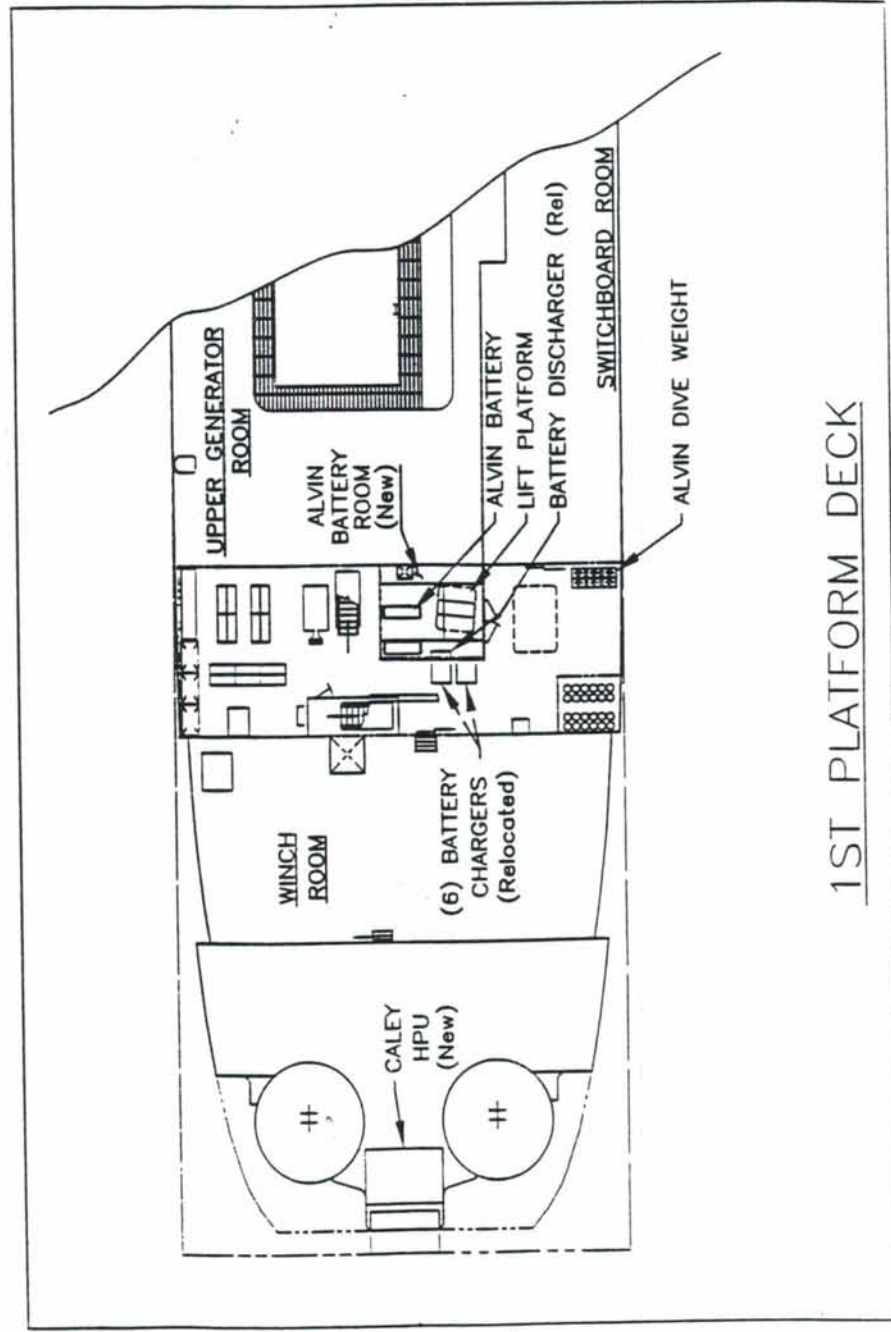 UPPER GENERATOR
ROOM
ALVIN
BATTERY
ROOM
(New)
ALVIN BATTERY
LIFT PLATFORM
BATTERY DISCHARGER (Rel)
SWITCHBOARD ROOM
ALVIN DIVE WEIGHT
WINCH
ROOM
(6) BATTERY
CHARGERS
(Relocated)
CALEY
HPU
(New)
1ST PLATFORM DECK